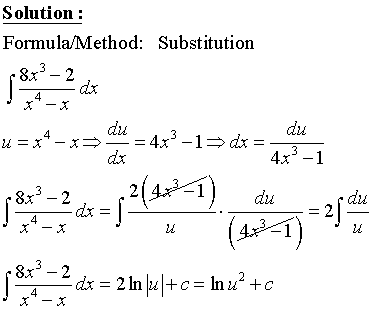 Solution :
Formula/Method: Substitution
∫ (8x³ − 2)/(x⁴ − x) dx
u = x⁴ − x ⇒ du/dx = 4x³ − 1 ⇒ dx = du/(4x³ − 1)
∫ (8x³ − 2)/(x⁴ − x) dx = ∫ 2(4x³ − 1)/u · du/(4x³ − 1) = 2∫ du/u
∫ (8x³ − 2)/(x⁴ − x) dx = 2 ln|u| + c = ln u² + c